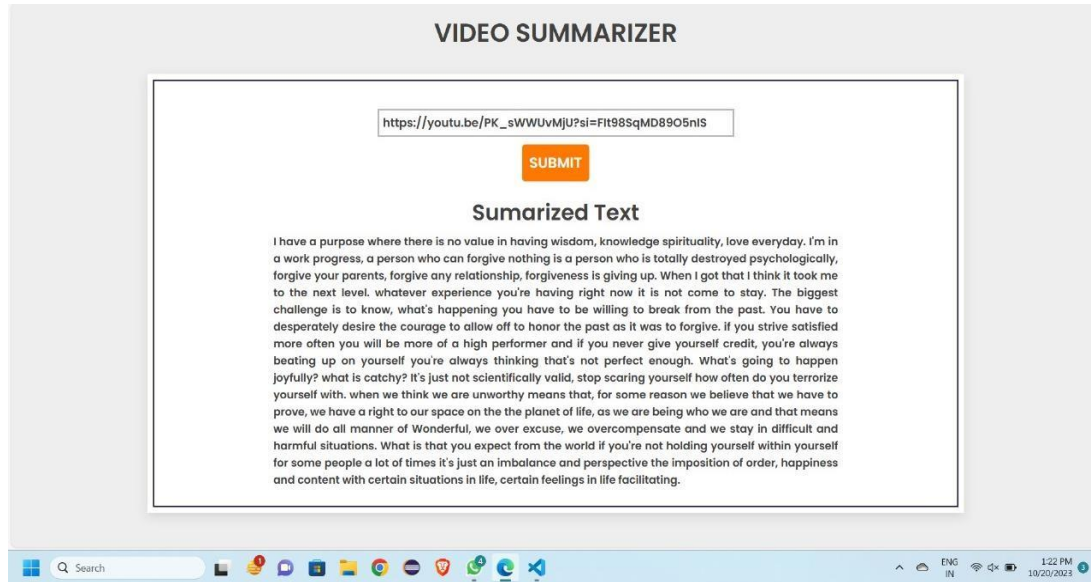 VIDEO SUMMARIZER
https://youtu.be/PK_sWWUvMjU?si=FIt98SqMD89O5nIS
SUBMIT
Sumarized Text
I have a purpose where there is no value in having wisdom, knowledge spirituality, love everyday. I'm in
a work progress, a person who can forgive nothing is a person who is totally destroyed psychologically,
forgive your parents, forgive any relationship, forgiveness is giving up. When I got that I think it took me
to the next level. whatever experience you're having right now it is not come to stay. The biggest
challenge is to know, what's happening you have to be willing to break from the past. You have to
desperately desire the courage to allow off to honor the past as it was to forgive. if you strive satisfied
more often you will be more of a high performer and if you never give yourself credit, you're always
beating up on yourself you're always thinking that's not perfect enough. What's going to happen
joyfully? what is catchy? It's just not scientifically valid, stop scaring yourself how often do you terrorize
yourself with. when we think we are unworthy means that, for some reason we believe that we have to
prove, we have a right to our space on the the planet of life, as we are being who we are and that means
we will do all manner of Wonderful, we over excuse, we overcompensate and we stay in difficult and
harmful situations. What is that you expect from the world if you're not holding yourself within yourself
for some people a lot of times it's just an imbalance and perspective the imposition of order, happiness
and content with certain situations in life, certain feelings in life facilitating.
Search
4
ENG
IN
1:22 PM
10/20/2023